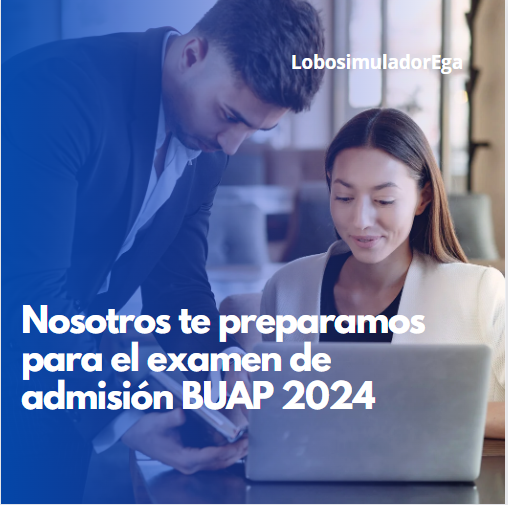 LobosimuladorEga
Nosotros te preparamos
para el examen de
admisión BUAP 2024